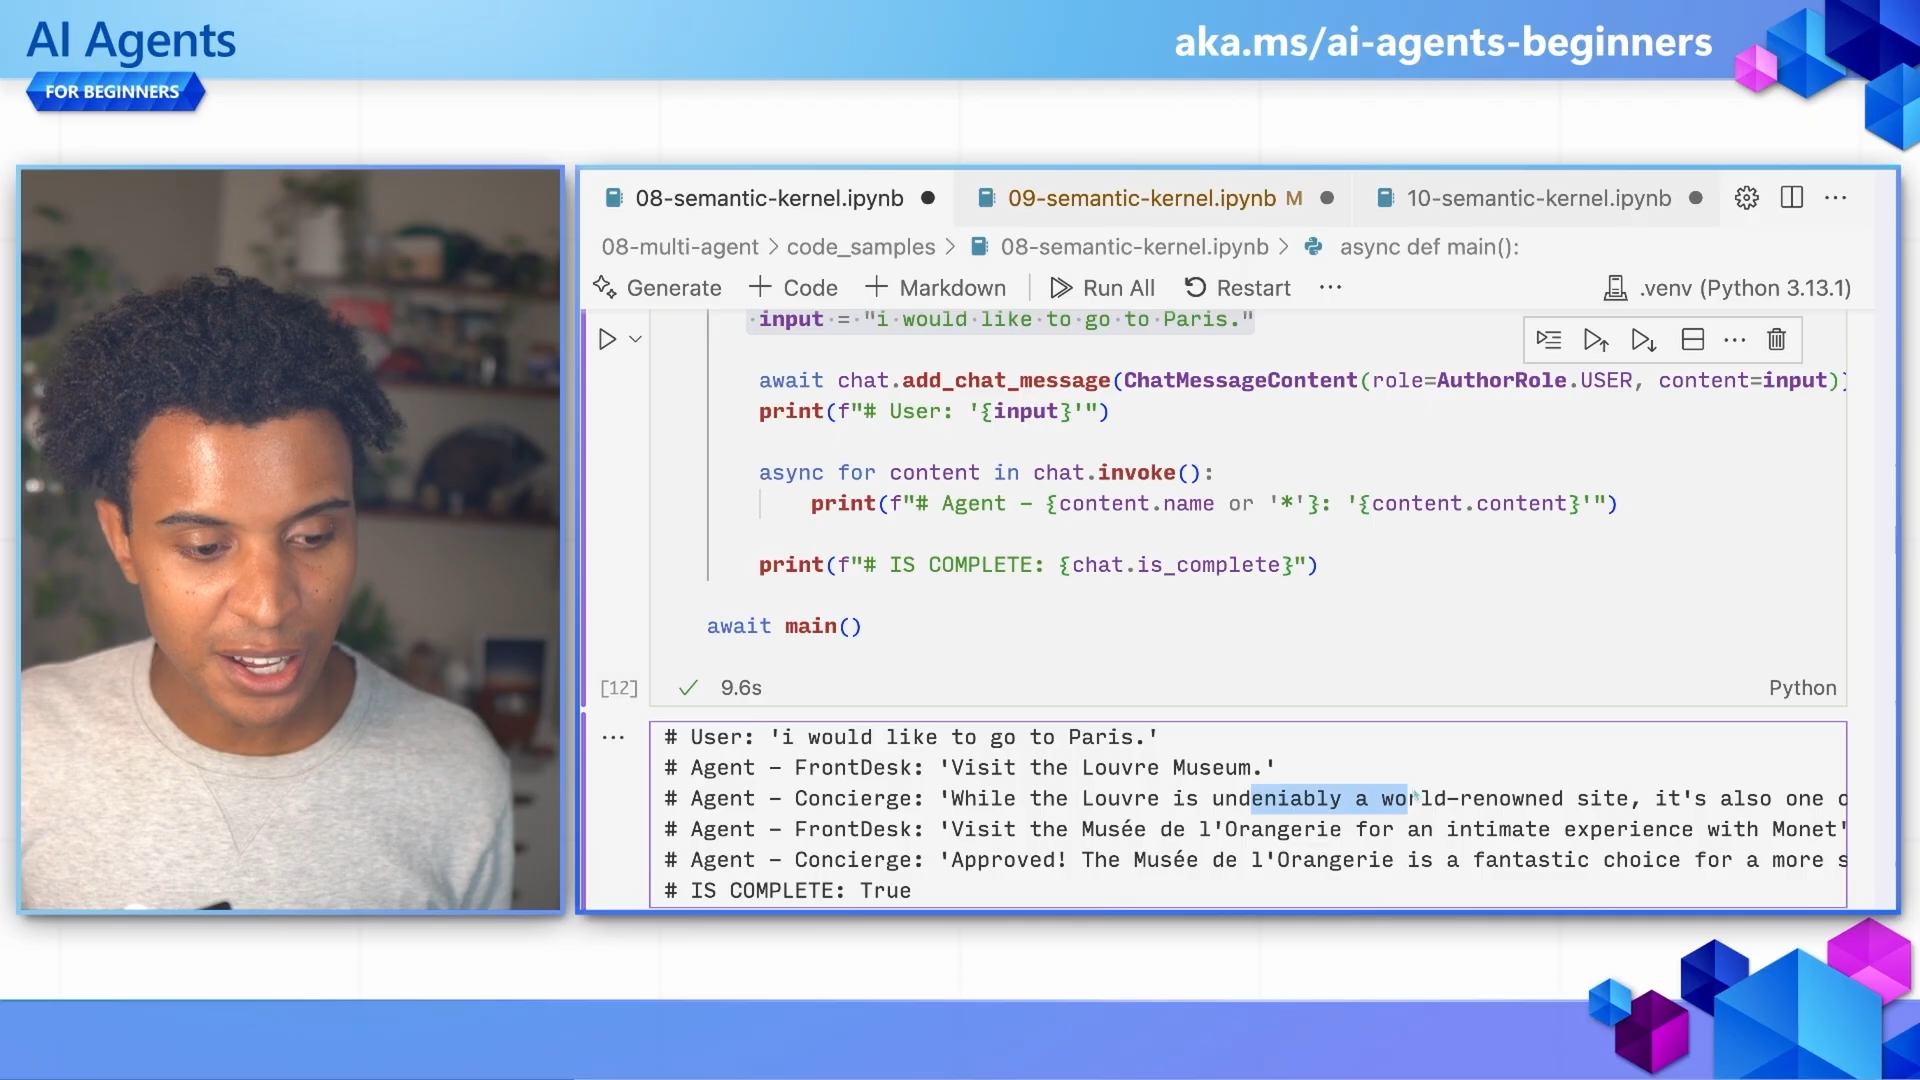 AI Agents
FOR BEGINNERS
aka.ms/ai-agents-beginners
08-semantic-kernel.ipynb
09-semantic-kernel.ipynb M
10-semantic-kernel.ipynb
08-multi-agent > code_samples > 08-semantic-kernel.ipynb > async def main():
Generate + Code + Markdown Run All Restart ... .venv (Python 3.13.1)
input = "i would like to go to Paris."
await chat.add_chat_message(ChatMessageContent(role=AuthorRole.USER, content=input))
print(f"# User: '{input}'")
async for content in chat.invoke():
print(f"# Agent – {content.name or '*'}: '{content.content}'")
print(f"# IS COMPLETE: {chat.is_complete}")
await main()
[12] ✓ 9.6s Python
# User: 'i would like to go to Paris.'
# Agent – FrontDesk: 'Visit the Louvre Museum.'
# Agent – Concierge: 'While the Louvre is undeniably a world-renowned site, it's also one
# Agent – FrontDesk: 'Visit the Musée de l'Orangerie for an intimate experience with Monet'
# Agent – Concierge: 'Approved! The Musée de l'Orangerie is a fantastic choice for a more
# IS COMPLETE: True